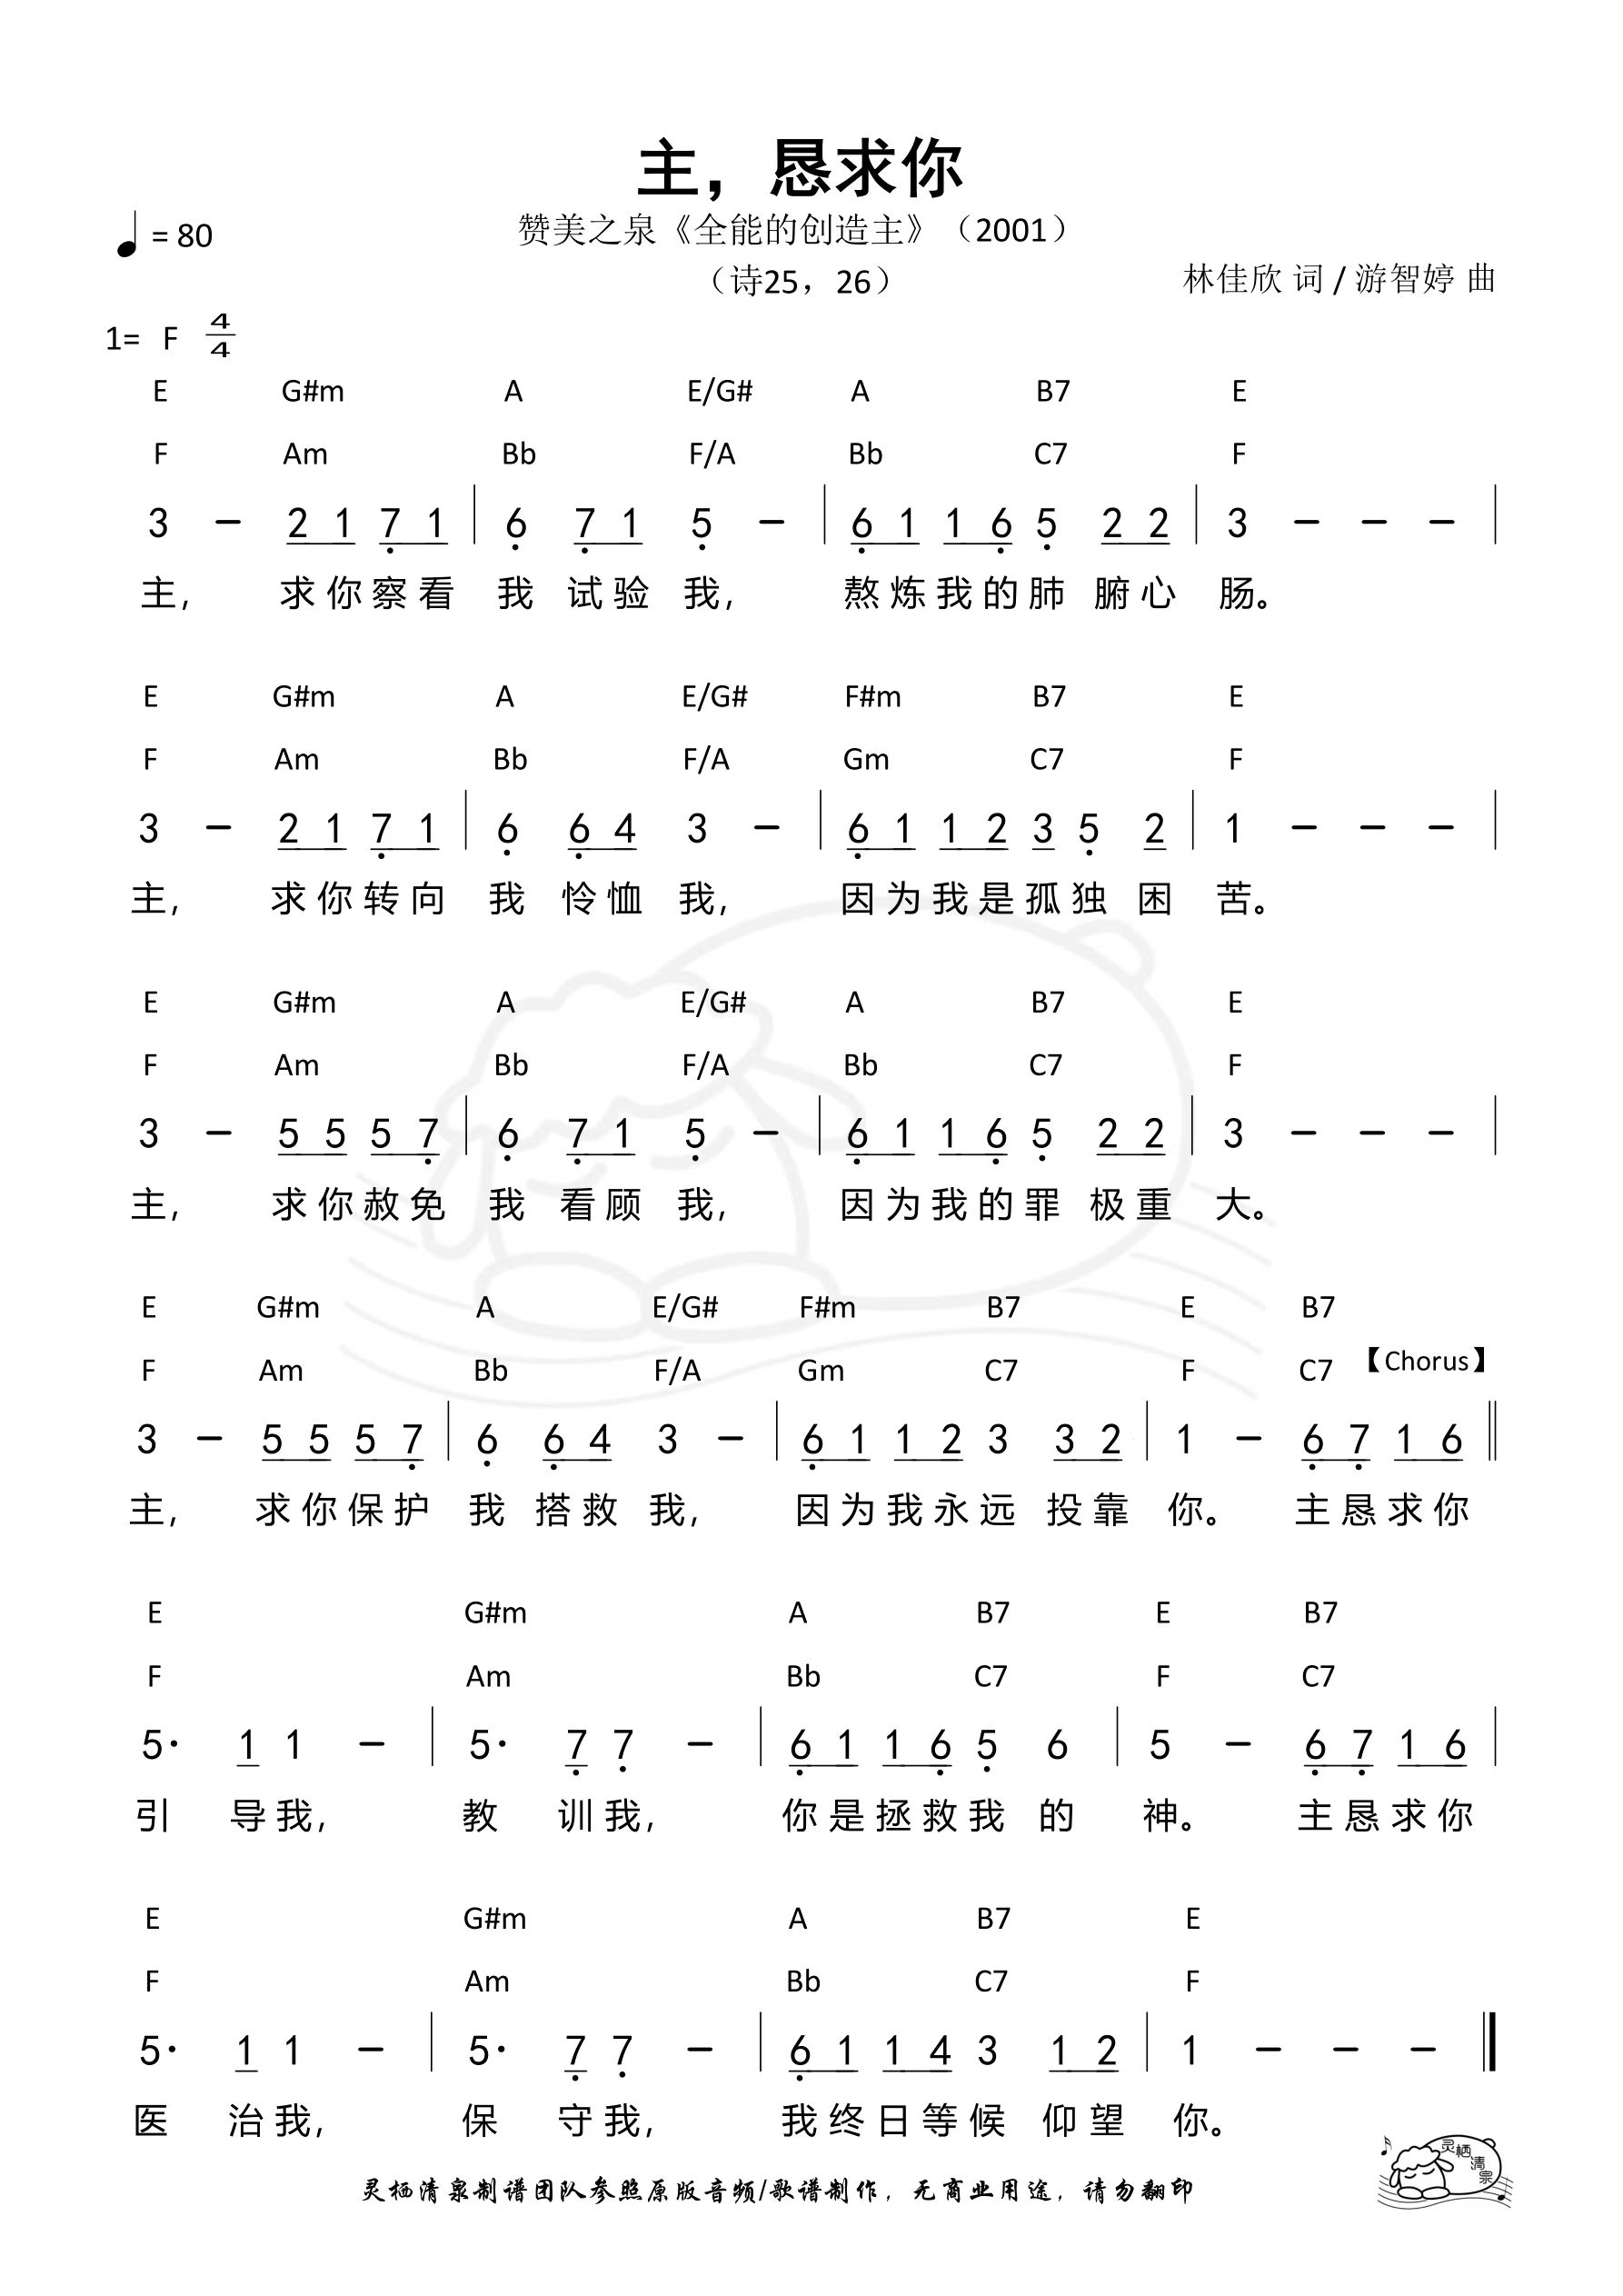 主，恳求你
赞美之泉《全能的创造主》（2001）
= 80
（诗25，26）
林佳欣 词 / 游智婷 曲
1= F 4/4
E G#m A E/G# A B7 E
F Am Bb F/A Bb C7 F
3 – 2 1 7 1 | 6 7 1 5 – | 6 1 1 6 5 2 2 | 3 – – – |
主， 求你察看 我 试验 我， 熬炼我的肺 腑心 肠。
E G#m A E/G# F#m B7 E
F Am Bb F/A Gm C7 F
3 – 2 1 7 1 | 6 6 4 3 – | 6 1 1 2 3 5 2 | 1 – – – |
主， 求你转向 我 怜恤 我， 因为我是孤独 困 苦。
E G#m A E/G# A B7 E
F Am Bb F/A Bb C7 F
3 – 5 5 5 7 | 6 7 1 5 – | 6 1 1 6 5 2 2 | 3 – – – |
主， 求你赦免 我 看顾 我， 因为我的罪 极重 大。
E G#m A E/G# F#m B7 E B7
F Am Bb F/A Gm C7 F C7 【Chorus】
3 – 5 5 5 7 | 6 6 4 3 – | 6 1 1 2 3 3 2 | 1 – 6 7 1 6 ‖
主， 求你保护 我 搭救 我， 因为我永远 投靠 你。 主恳求你
E G#m A B7 E B7
F Am Bb C7 F C7
5· 1 1 – | 5· 7 7 – | 6 1 1 6 5 6 | 5 – 6 7 1 6 |
引 导我， 教 训我， 你是拯救我 的 神。 主恳求你
E G#m A B7 E
F Am Bb C7 F
5· 1 1 – | 5· 7 7 – | 6 1 1 4 3 1 2 | 1 – – – ‖
医 治我， 保 守我， 我终日等候 仰望 你。
灵栖清泉
灵栖清泉制谱团队参照原版音频/歌谱制作，无商业用途，请勿翻印